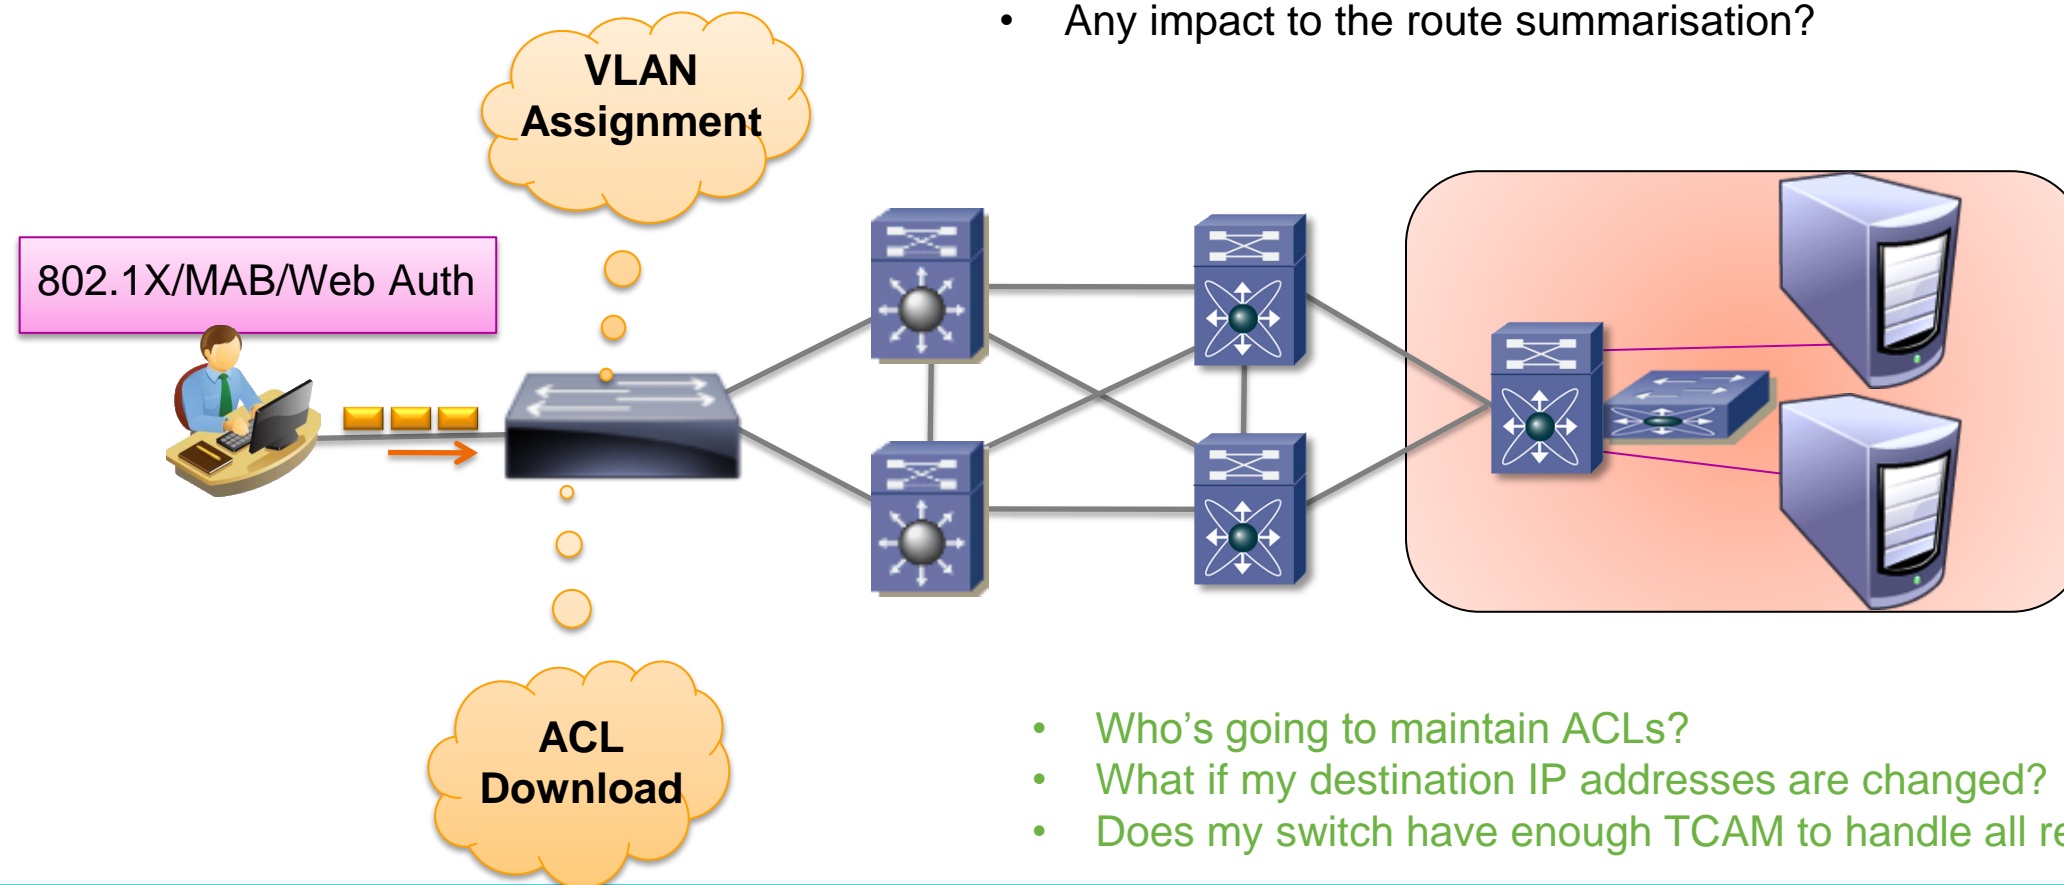 • Any impact to the route summarisation?
VLAN
Assignment
802.1X/MAB/Web Auth
ACL
Download
• Who’s going to maintain ACLs?
• What if my destination IP addresses are changed?
• Does my switch have enough TCAM to handle all